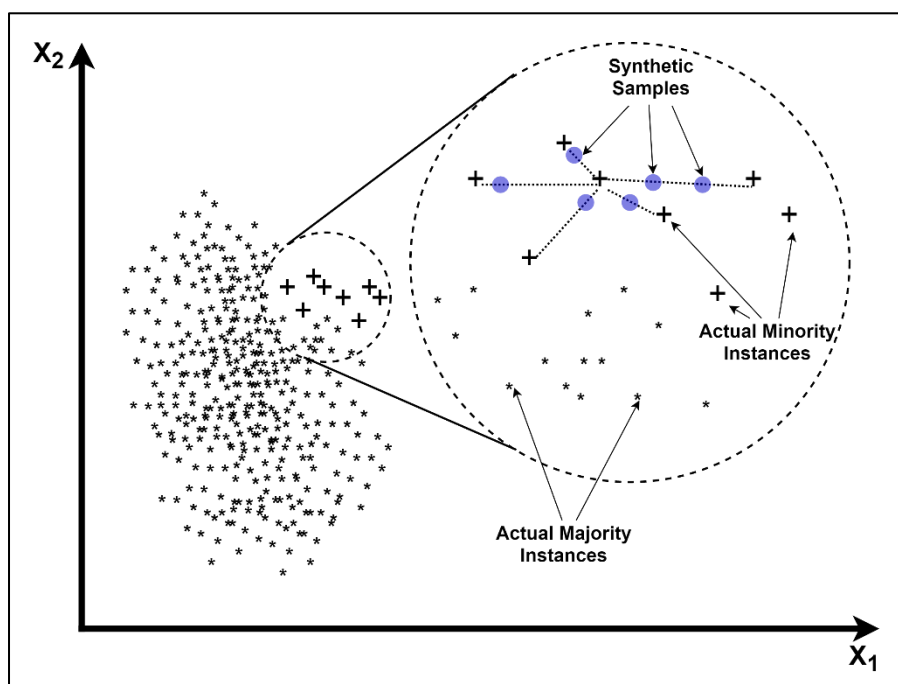 X2
Synthetic
Samples
Actual Minority
Instances
Actual Majority
Instances
X1